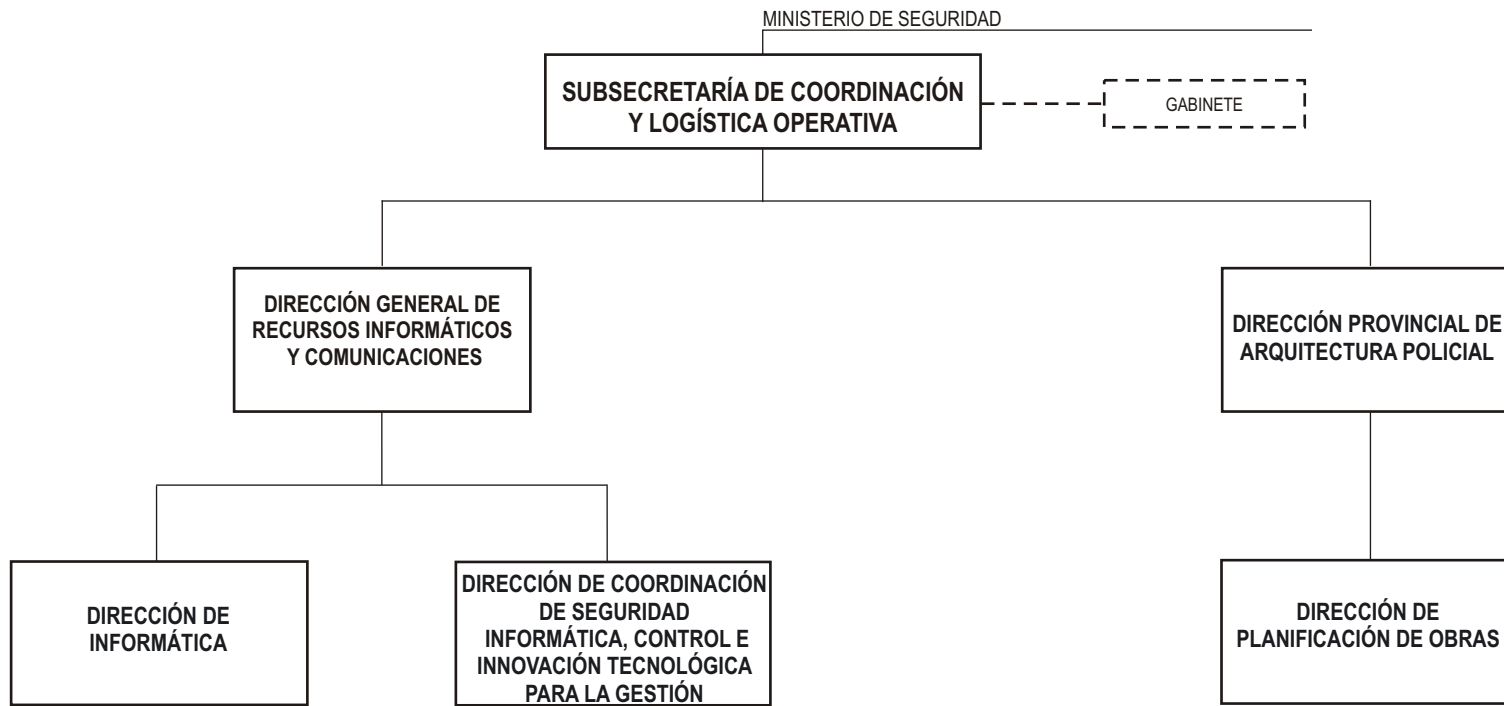 MINISTERIO DE SEGURIDAD
SUBSECRETARÍA DE COORDINACIÓN
Y LOGÍSTICA OPERATIVA
GABINETE
DIRECCIÓN GENERAL DE
RECURSOS INFORMÁTICOS
Y COMUNICACIONES
DIRECCIÓN PROVINCIAL DE
ARQUITECTURA POLICIAL
DIRECCIÓN DE
INFORMÁTICA
DIRECCIÓN DE COORDINACIÓN
DE SEGURIDAD
INFORMÁTICA, CONTROL E
INNOVACIÓN TECNOLÓGICA
PARA LA GESTIÓN
DIRECCIÓN DE
PLANIFICACIÓN DE OBRAS